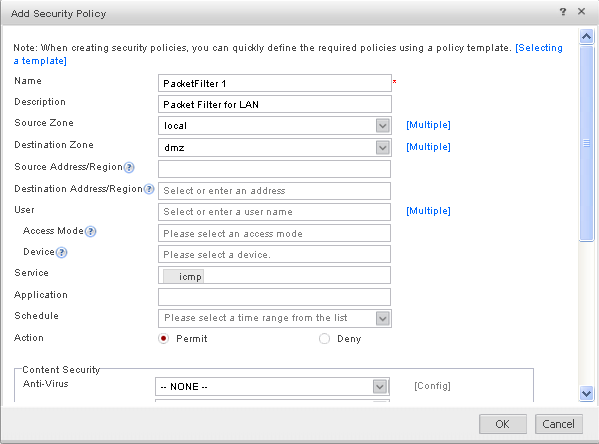 Add Security Policy ? ×
Note: When creating security policies, you can quickly define the required policies using a policy template. [Selecting
a template]
Name PacketFilter 1 *
Description Packet Filter for LAN
Source Zone local [Multiple]
Destination Zone dmz [Multiple]
Source Address/Region ?
Destination Address/Region ? Select or enter an address
User Select or enter a user name [Multiple]
Access Mode ? Please select an access mode
Device ? Please select a device.
Service icmp
Application
Schedule Please select a time range from the list
Action Permit Deny
Content Security
Anti-Virus -- NONE -- [Config]
OK Cancel